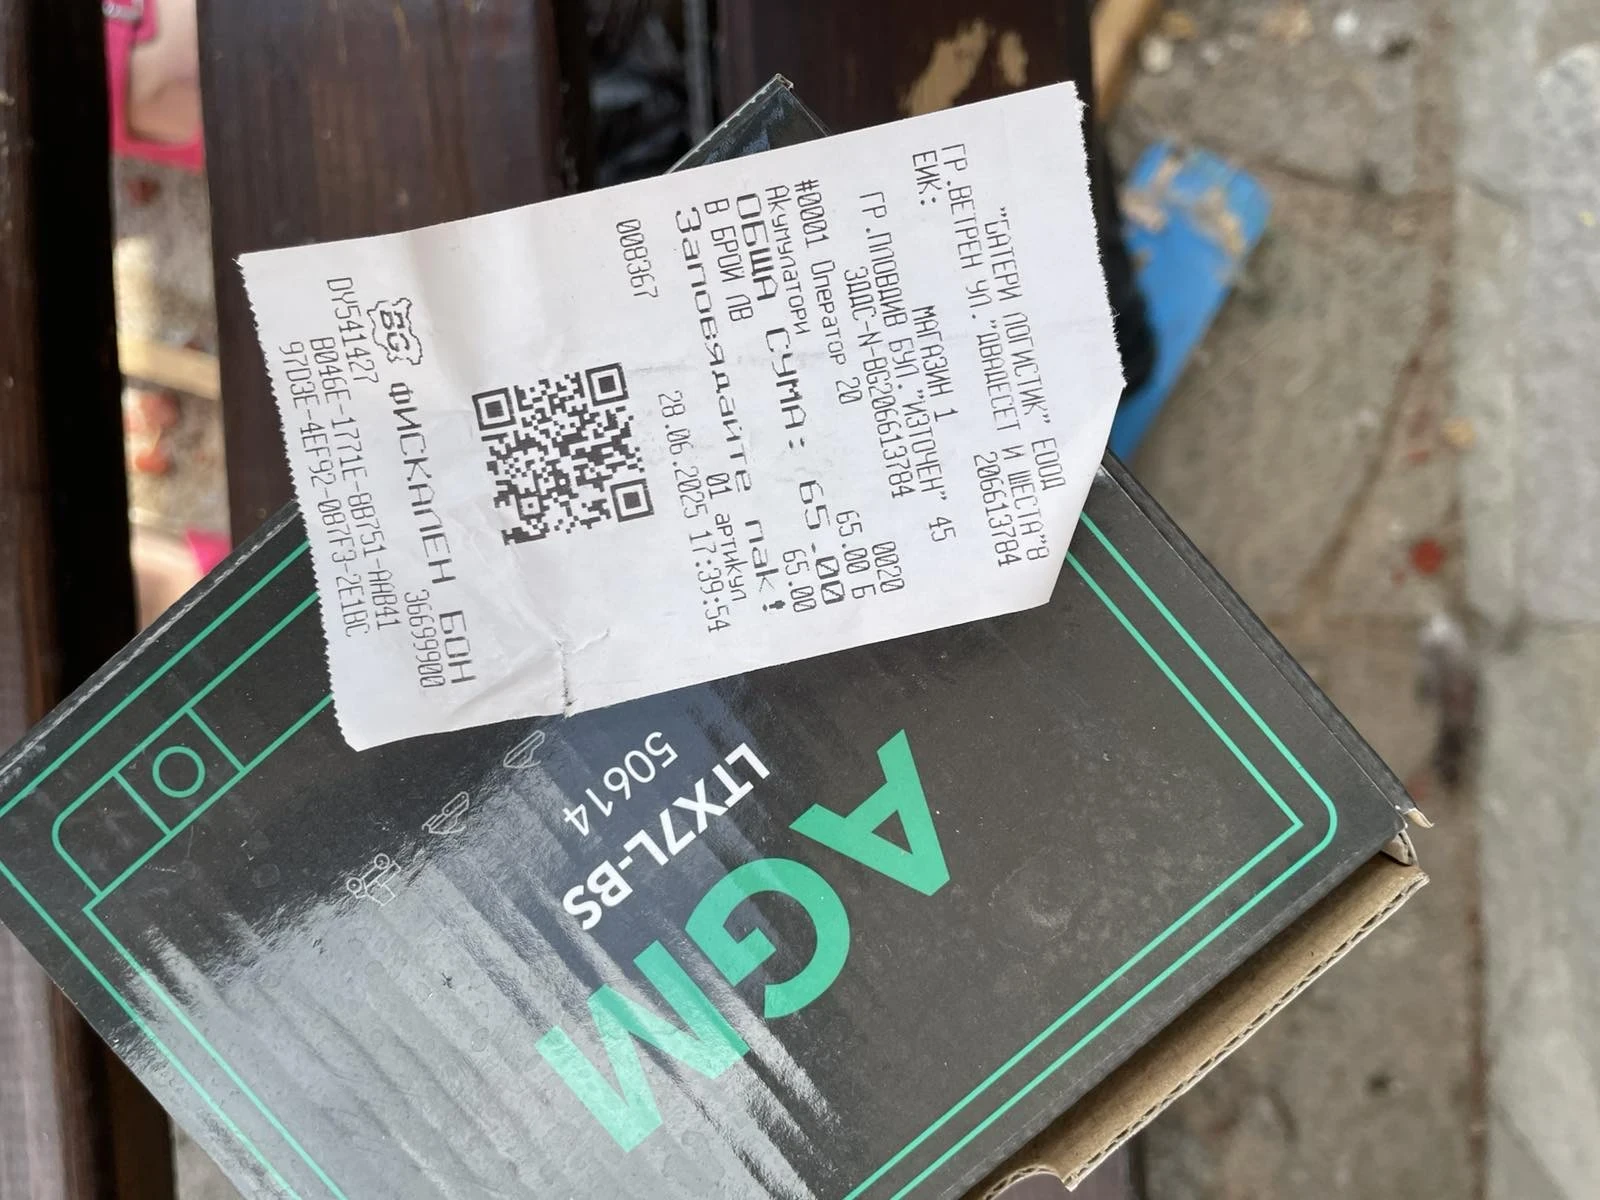 "БАТЕРИ ЛОГИСТИК" ЕООД
ГР.ВЕТРЕН УЛ."ДВАДЕСЕТ И ШЕСТА"8
ЕИК: 206613784
МАГАЗИН 1
ГР.ПЛОВДИВ БУЛ."ИЗТОЧЕН" 45
ЗДДС-N-BG206613784
#0001 Оператор 20 0020
Акумулатори 65.00 Б
ОБЩА СУМА: 65.00
В БРОЙ ЛВ 65.00
Заповядайте пак!
01 артикул
008367 28.06.2025 17:39:54
BG ФИСКАЛЕН БОН
DY541427 36699900
B046E-1771E-8B751-AAB41
97D3E-4EF92-0B7F3-2E1BC
AGM
LTX7L-BS
50614